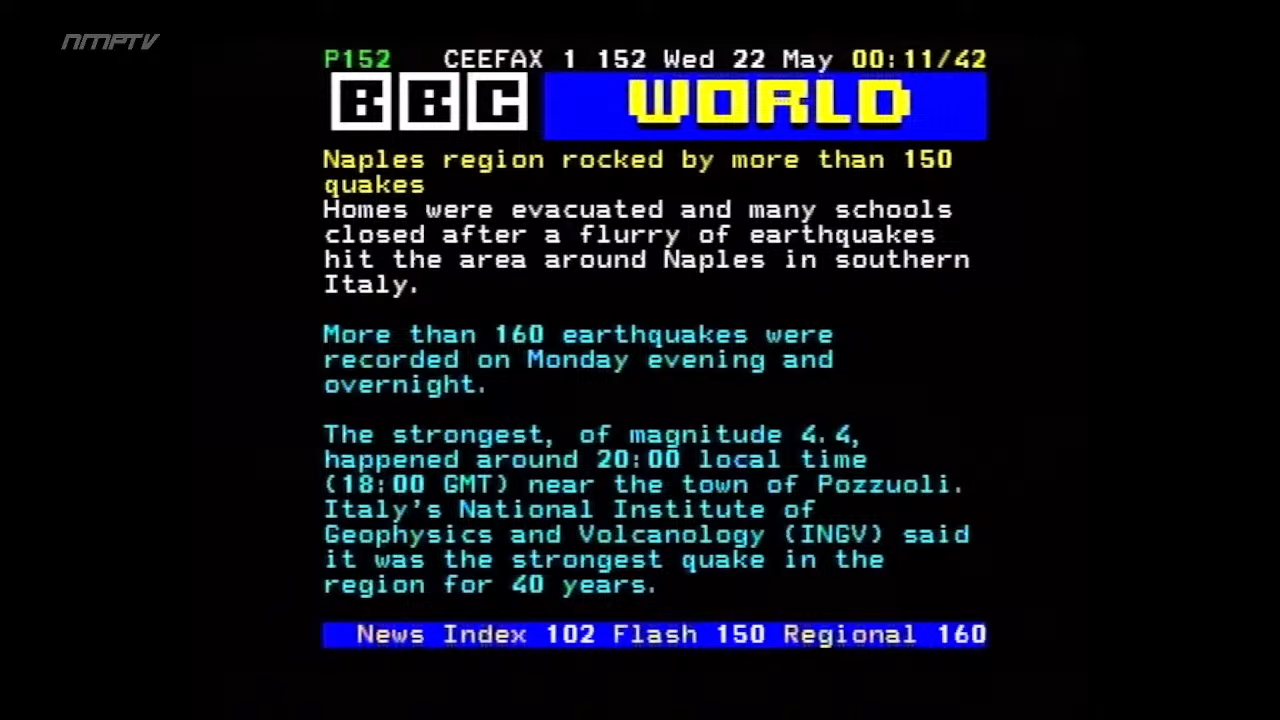 NMPTV
P152 CEEFAX 1 152 Wed 22 May 00:11/42
BBC WORLD
Naples region rocked by more than 150
quakes
Homes were evacuated and many schools
closed after a flurry of earthquakes
hit the area around Naples in southern
Italy.
More than 160 earthquakes were
recorded on Monday evening and
overnight.
The strongest, of magnitude 4.4,
happened around 20:00 local time
(18:00 GMT) near the town of Pozzuoli.
Italy's National Institute of
Geophysics and Volcanology (INGV) said
it was the strongest quake in the
region for 40 years.
News Index 102 Flash 150 Regional 160